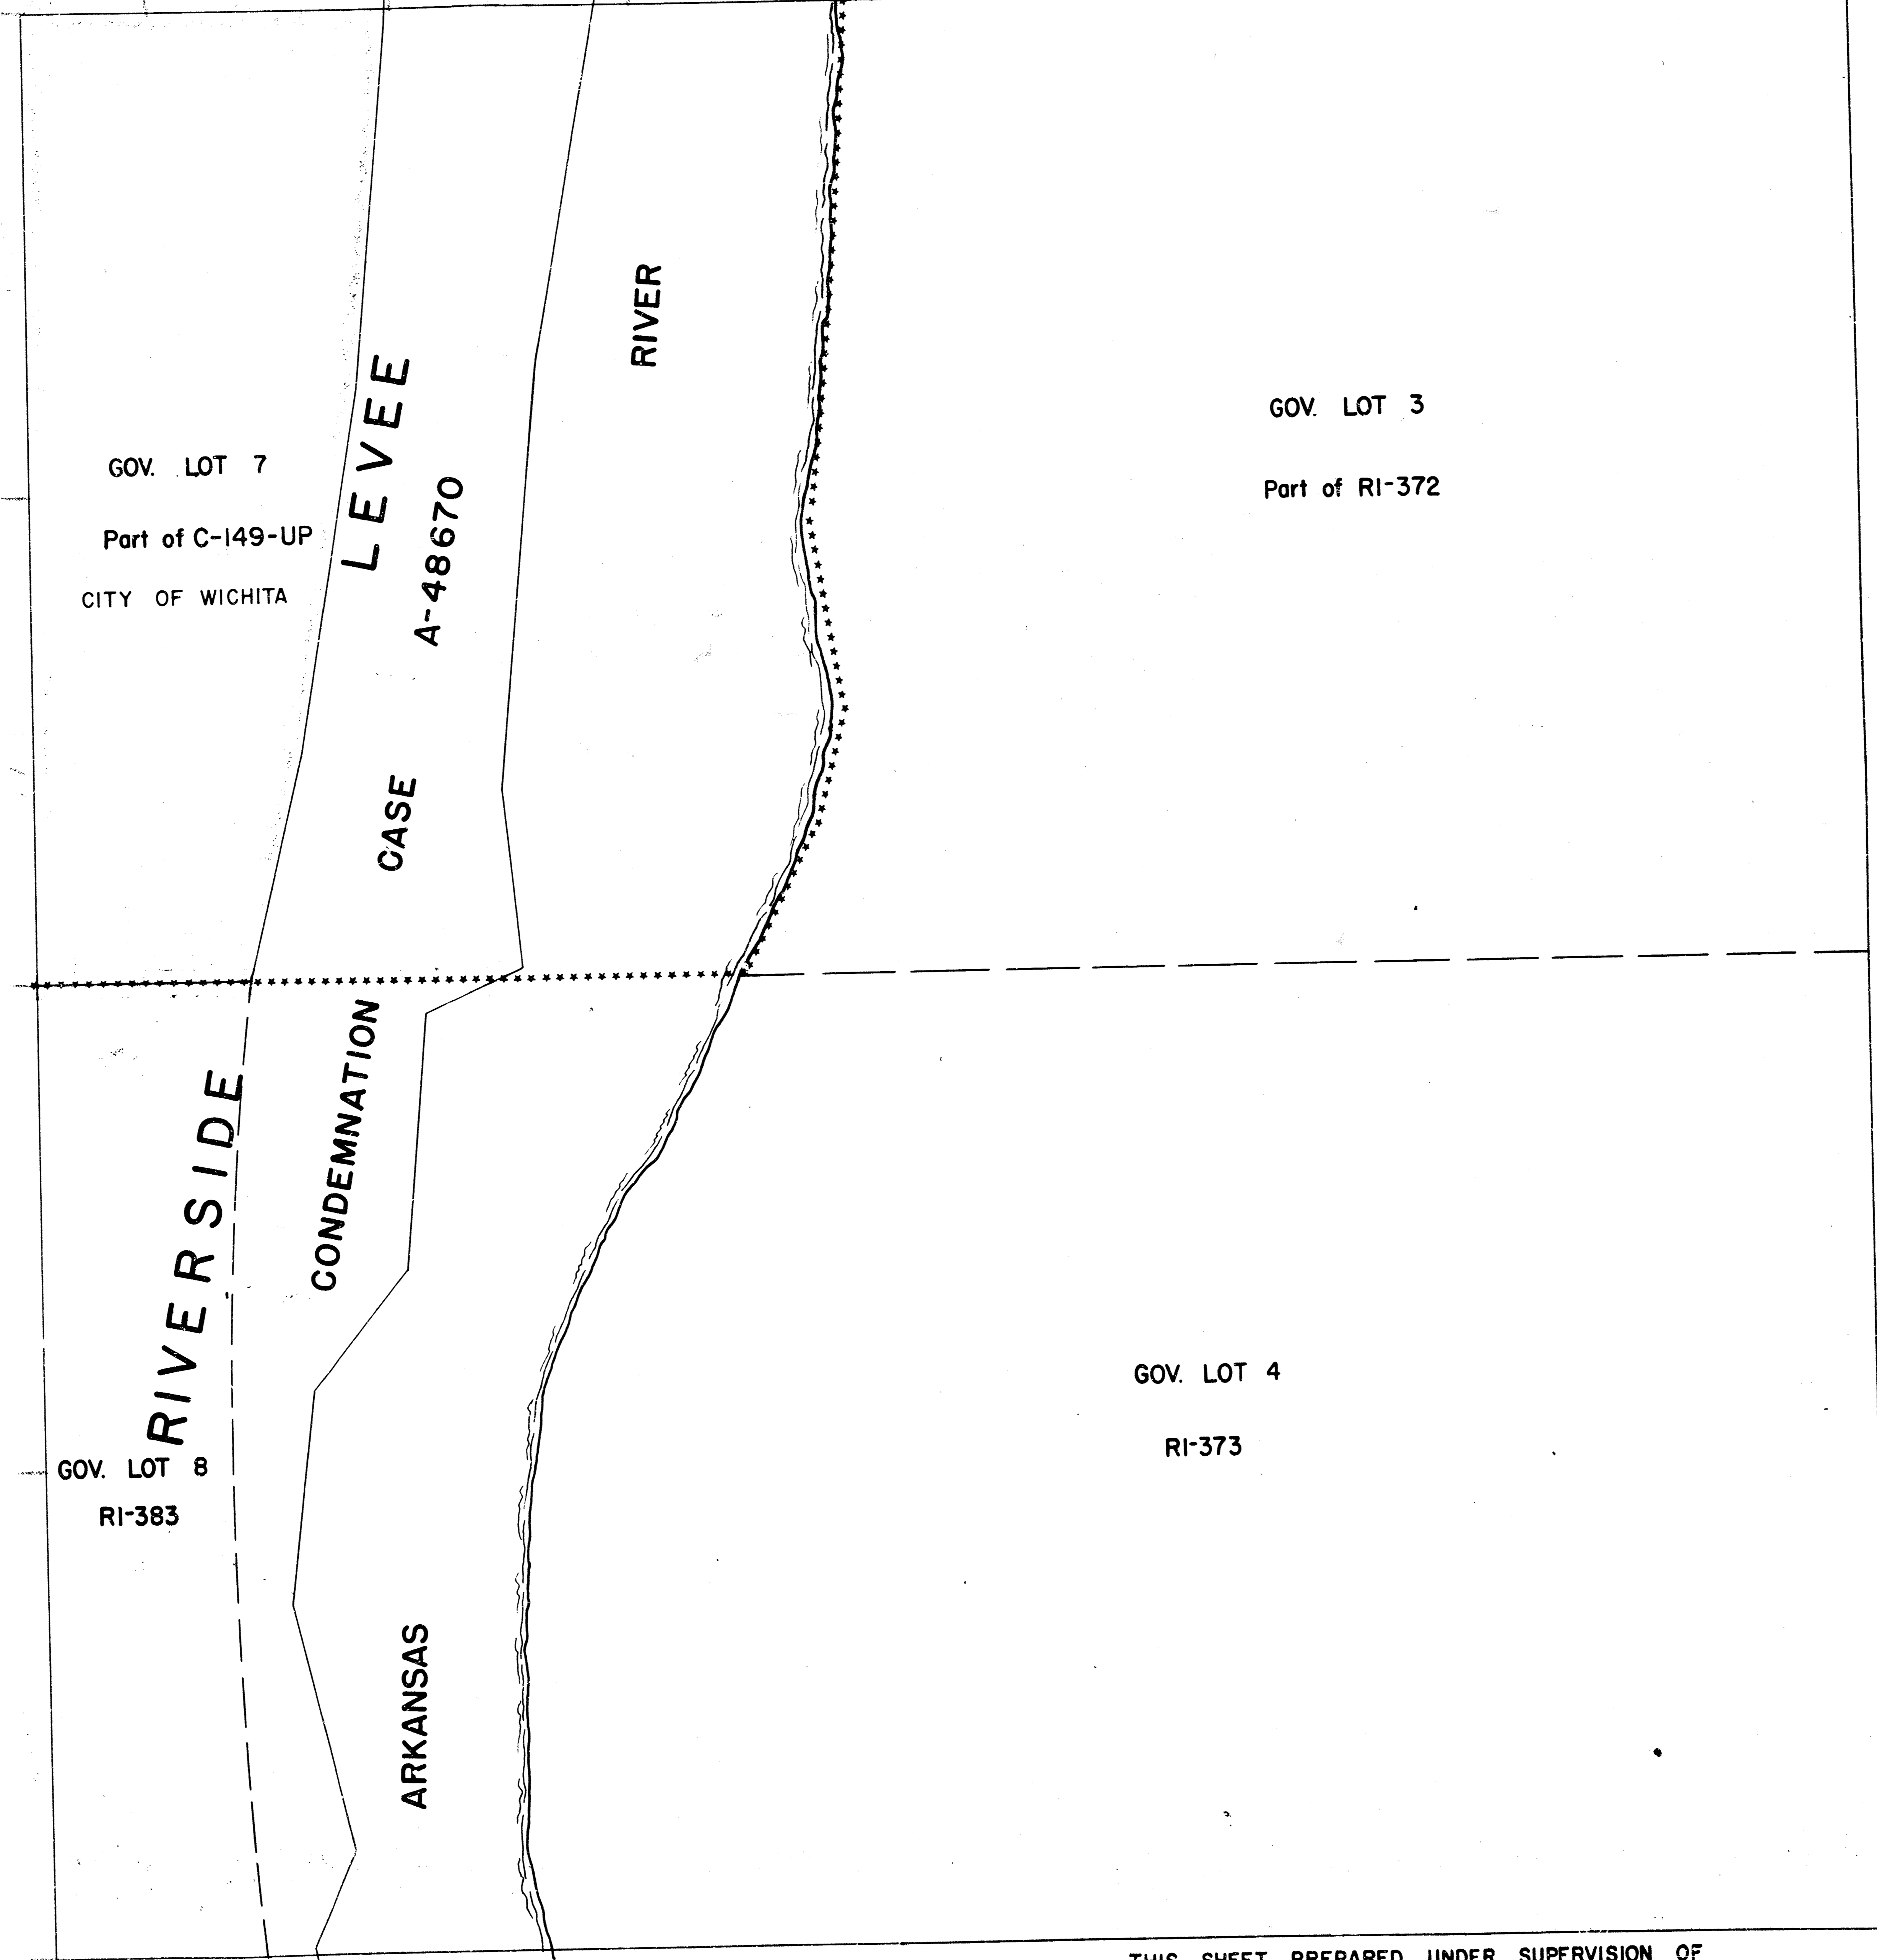 RIVER
GOV. LOT 3
Part of RI-372
GOV. LOT 7
Part of C-149-UP
CITY OF WICHITA
RIVERSIDE LEVEE
CONDEMNATION CASE A-48670
GOV. LOT 4
RI-373
GOV. LOT 8
RI-383
ARKANSAS
THIS SHEET PREPARED UNDER SUPERVISION OF